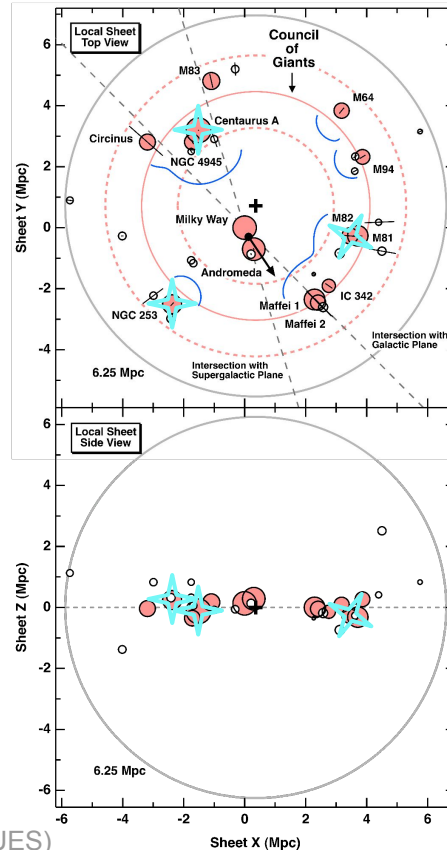 Local Sheet
Top View
Council
of
Giants
M83
M64
Centaurus A
Circinus
M94
NGC 4945
M82
Milky Way
M81
Andromeda
IC 342
Maffei 1
NGC 253
Maffei 2
Intersection with
Galactic Plane
Intersection with
Supergalactic Plane
6.25 Mpc
Sheet Y (Mpc)
6
4
2
0
-2
-4
Local Sheet
Side View
6.25 Mpc
Sheet Z (Mpc)
6
4
2
0
-2
-4
-6
-6 -4 -2 0 2 4 6
Sheet X (Mpc)
UES)